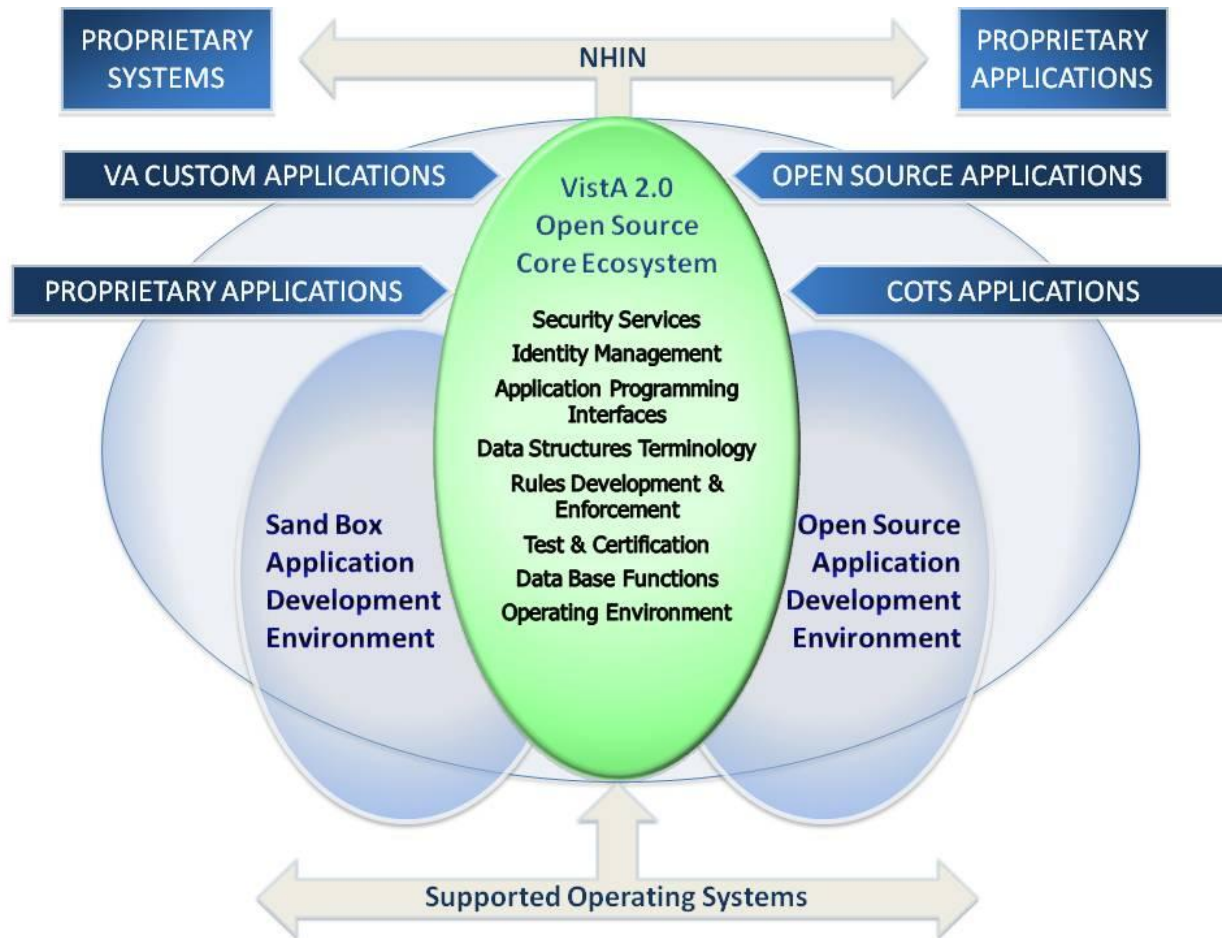 PROPRIETARY
SYSTEMS
NHIN
PROPRIETARY
APPLICATIONS
VA CUSTOM APPLICATIONS
OPEN SOURCE APPLICATIONS
PROPRIETARY APPLICATIONS
COTS APPLICATIONS
VistA 2.0
Open Source
Core Ecosystem
Security Services
Identity Management
Application Programming
Interfaces
Data Structures Terminology
Rules Development &
Enforcement
Test & Certification
Data Base Functions
Operating Environment
Sand Box
Application
Development
Environment
Open Source
Application
Development
Environment
Supported Operating Systems